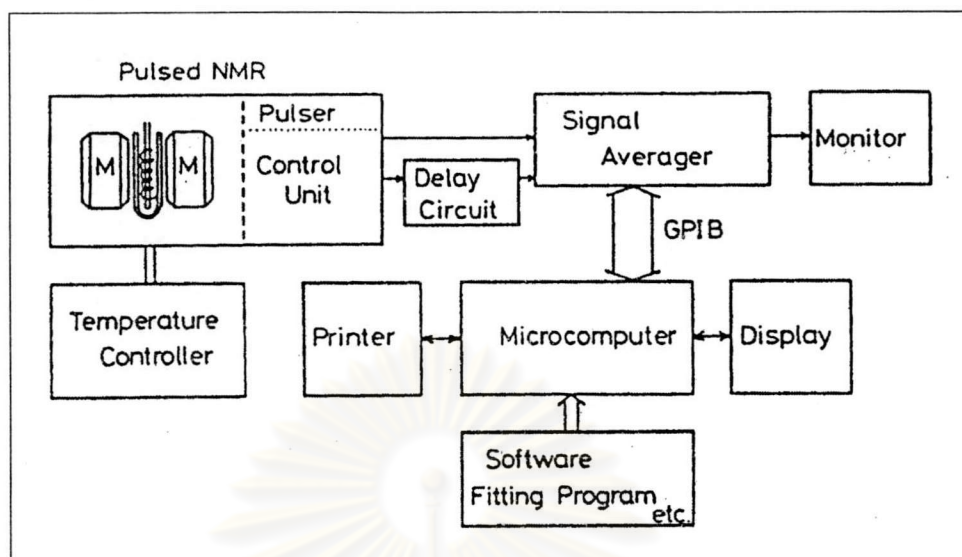 Pulsed NMR
Pulser
M M
Control
Unit
Delay
Circuit
Signal
Averager
Monitor
GPIB
Temperature
Controller
Printer
Microcomputer
Display
Software
Fitting Program etc.